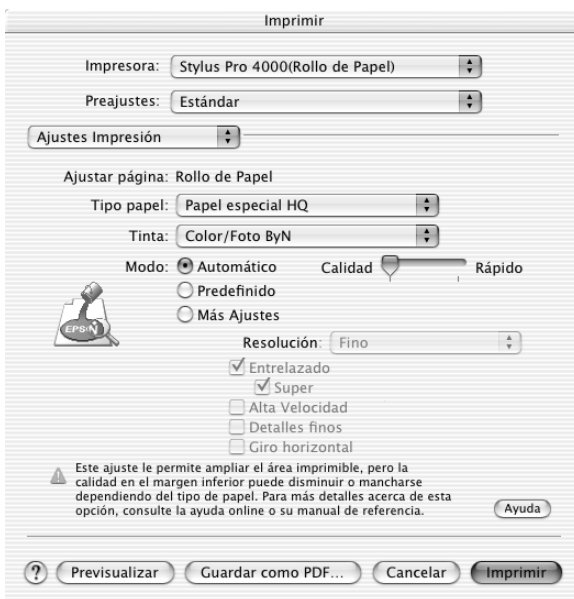 Imprimir
Impresora: Stylus Pro 4000(Rollo de Papel)
Preajustes: Estándar
Ajustes Impresión
Ajustar página: Rollo de Papel
Tipo papel: Papel especial HQ
Tinta: Color/Foto ByN
Modo: Automático Calidad Rápido
Predefinido
Más Ajustes
EPSON
Resolución: Fino
Entrelazado
Super
Alta Velocidad
Detalles finos
Giro horizontal
Este ajuste le permite ampliar el área imprimible, pero la
calidad en el margen inferior puede disminuir o mancharse
dependiendo del tipo de papel. Para más detalles acerca de esta
opción, consulte la ayuda online o su manual de referencia.
Ayuda
? Previsualizar Guardar como PDF... Cancelar Imprimir